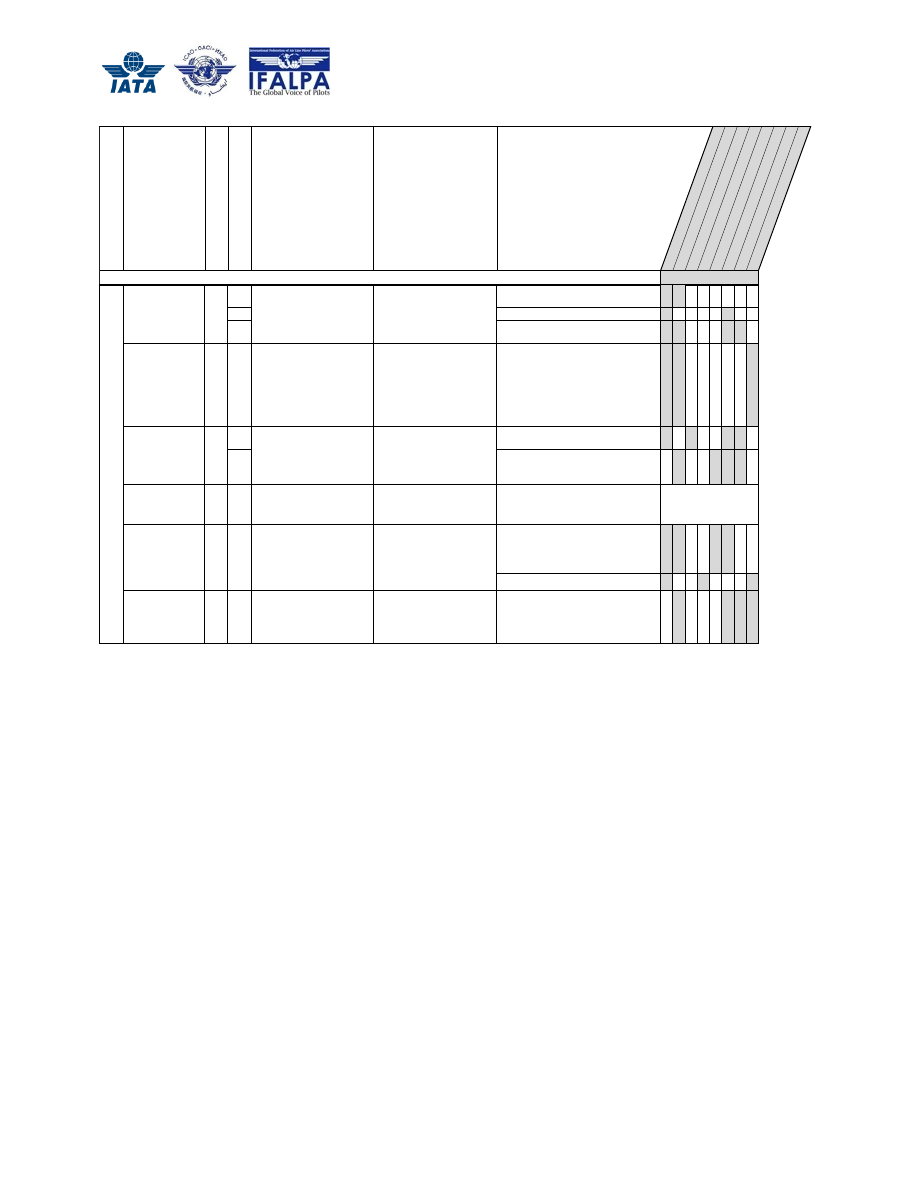 IATA
ICAO · OACI · ИКАО
International Federation of Air Line Pilots' Associations
IFALPA
The Global Voice of Pilots